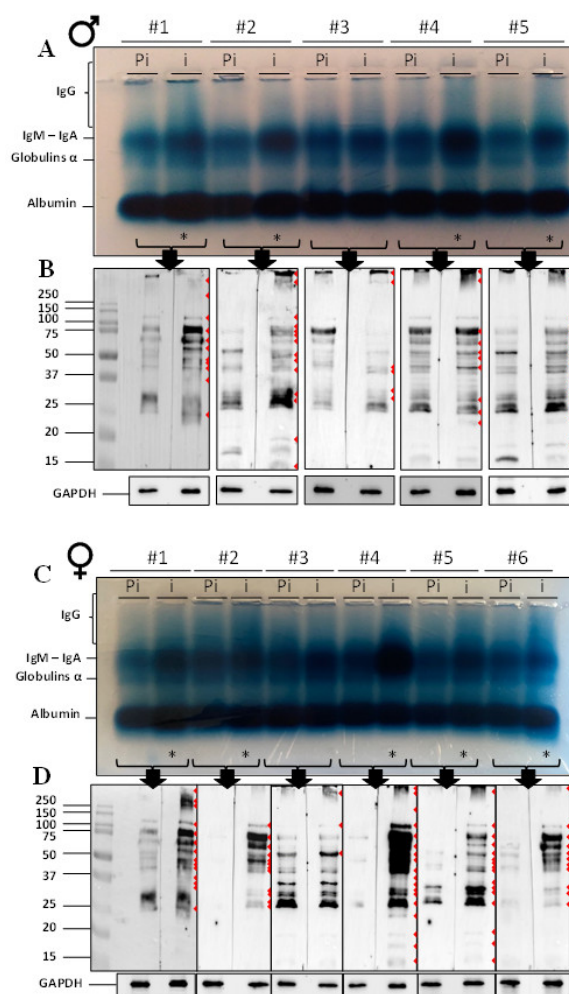 #1 #2 #3 #4 #5
A ♂
Pi i Pi i Pi i Pi i Pi i
IgG
IgM – IgA
Globulins α
Albumin
* * * *
B
250
150
100
75
50
37
25
20
15
GAPDH
♀ #1 #2 #3 #4 #5 #6
C
Pi i Pi i Pi i Pi i Pi i Pi i
IgG
IgM – IgA
Globulins α
Albumin
* * * * *
D
250
150
100
75
50
37
25
20
15
GAPDH